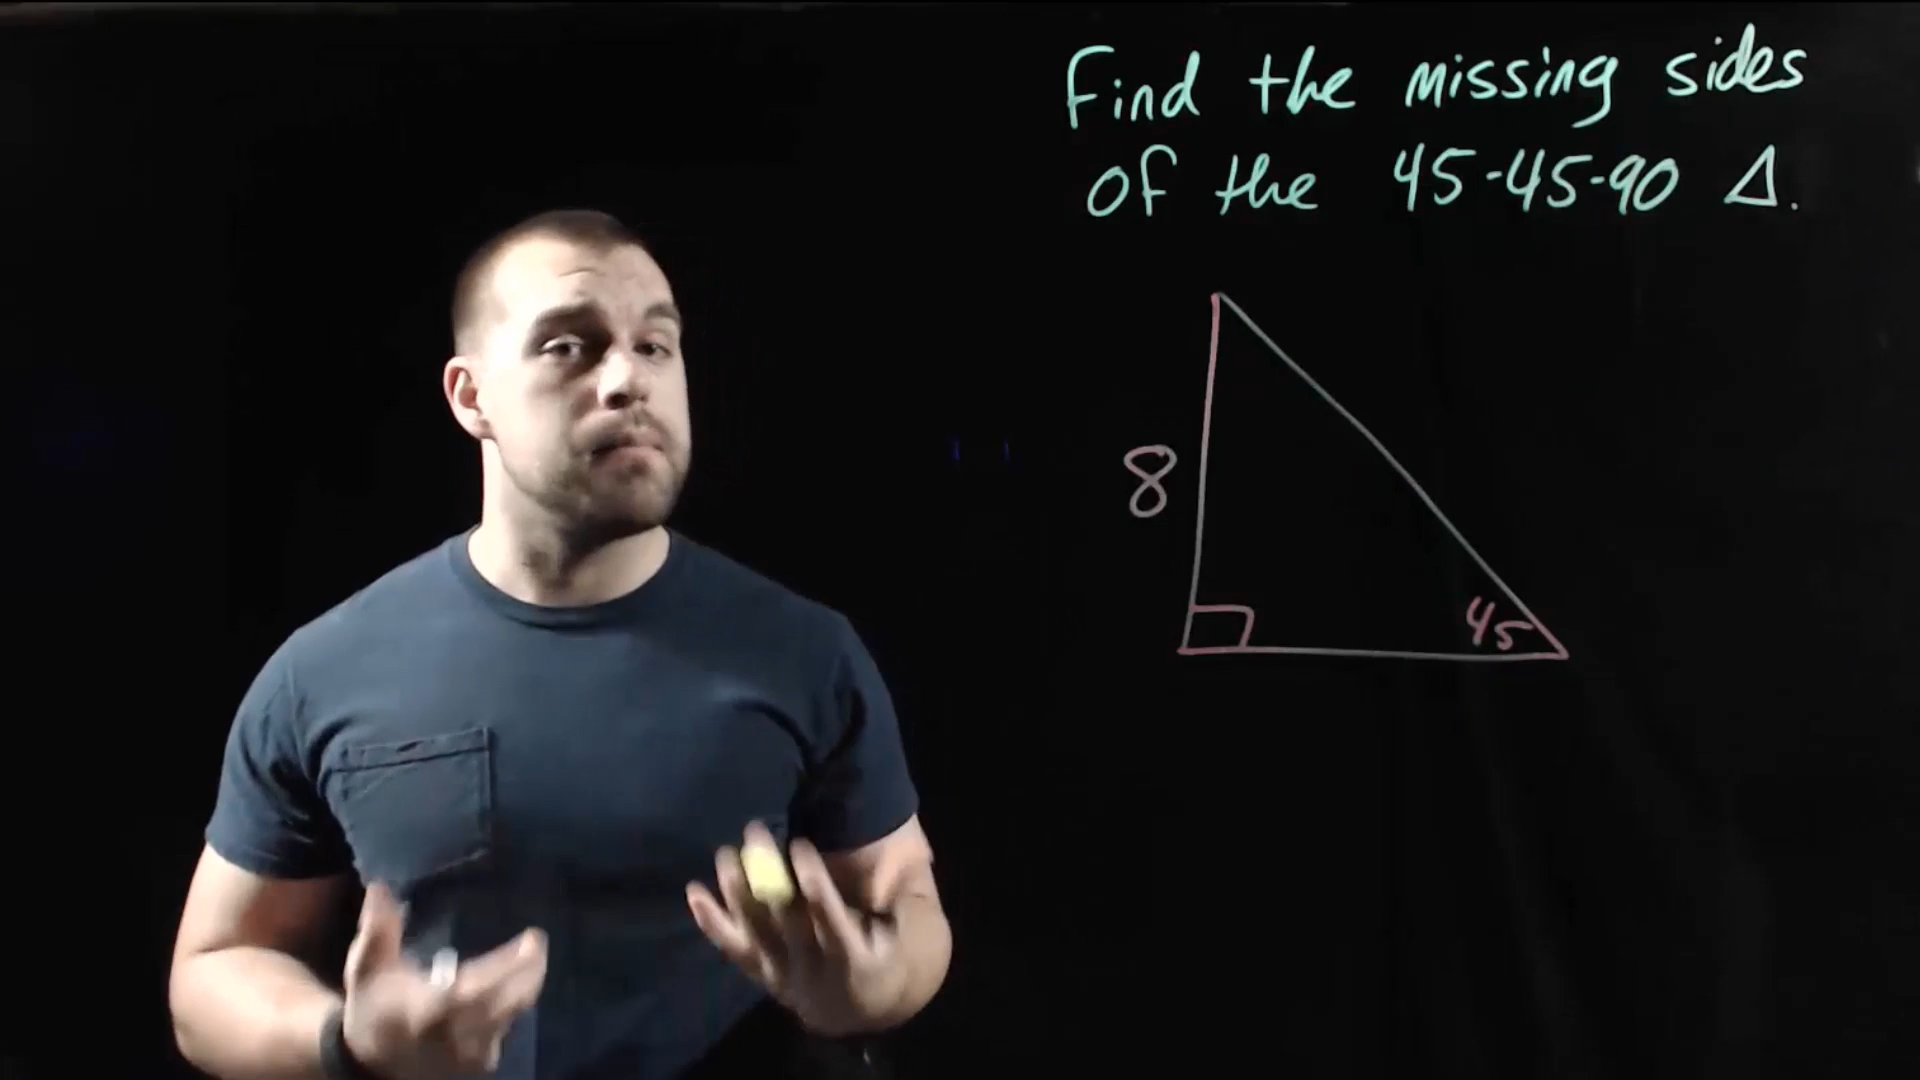 Find the missing sides
of the 45-45-90 Δ.
8
45